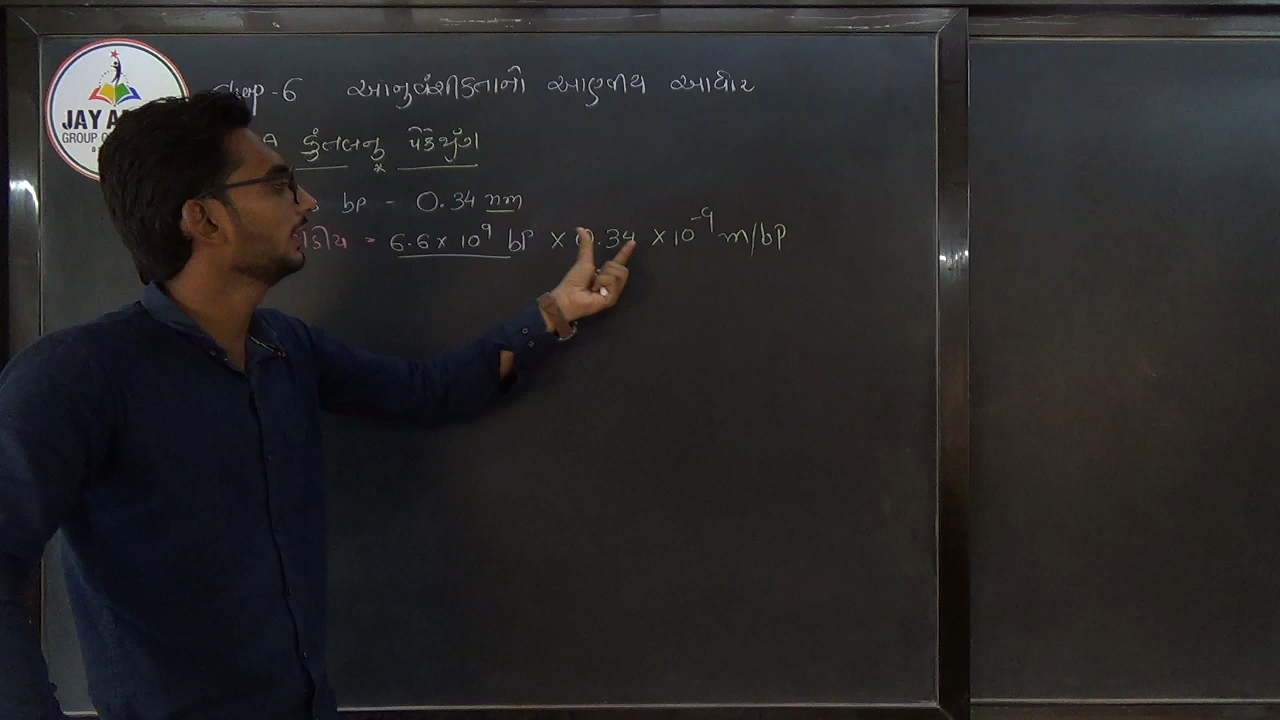 JAY A
GROUP O
Chap-6 આનુવંશીકતાનો આણ્વીય આધાર
A કુંતલનુ પેકેજીંગ
bp - 0.34 nm
= 6.6 x 10⁹ bp x 0.34 x 10⁻⁹ m/bp